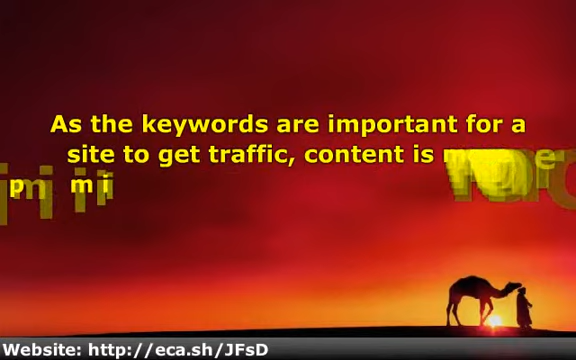 As the keywords are important for a
site to get traffic, content is
Website: http://eca.sh/JFsD